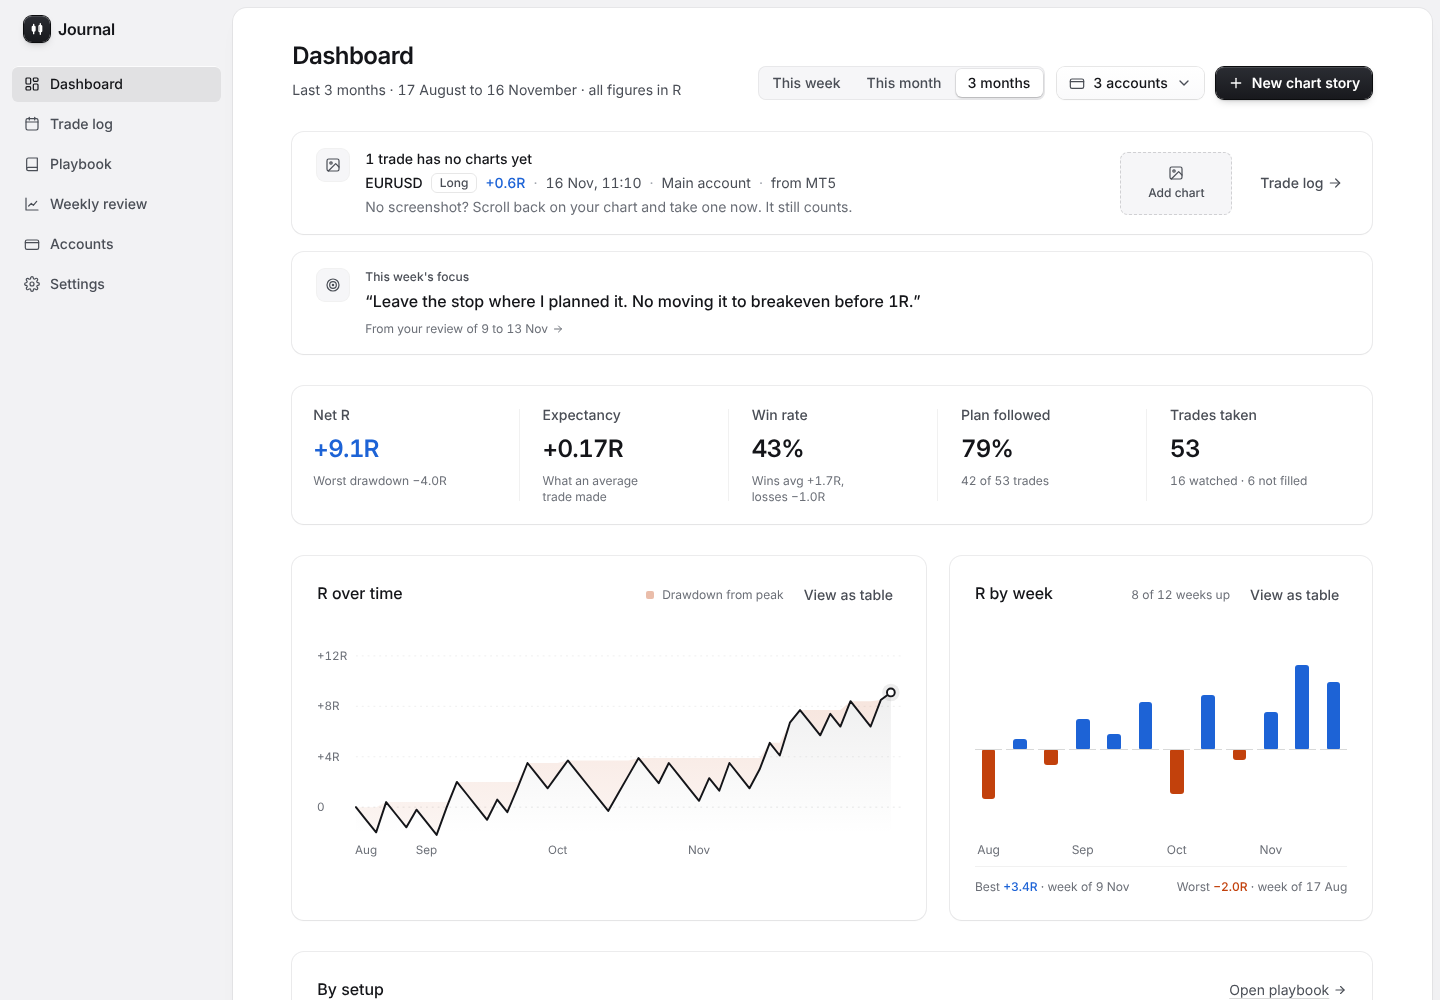 Journal
Dashboard
Trade log
Playbook
Weekly review
Accounts
Settings
Dashboard
Last 3 months · 17 August to 16 November · all figures in R
This week
This month
3 months
3 accounts
New chart story
1 trade has no charts yet
EURUSD Long +0.6R · 16 Nov, 11:10 · Main account · from MT5
No screenshot? Scroll back on your chart and take one now. It still counts.
Add chart
Trade log →
This week's focus
“Leave the stop where I planned it. No moving it to breakeven before 1R.”
From your review of 9 to 13 Nov →
Net R
+9.1R
Worst drawdown −4.0R
Expectancy
+0.17R
What an average
trade made
Win rate
43%
Wins avg +1.7R,
losses −1.0R
Plan followed
79%
42 of 53 trades
Trades taken
53
16 watched · 6 not filled
R over time
Drawdown from peak
View as table
+12R
+8R
+4R
0
Aug Sep Oct Nov
R by week
8 of 12 weeks up
View as table
Aug Sep Oct Nov
Best +3.4R · week of 9 Nov
Worst −2.0R · week of 17 Aug
By setup
Open playbook →